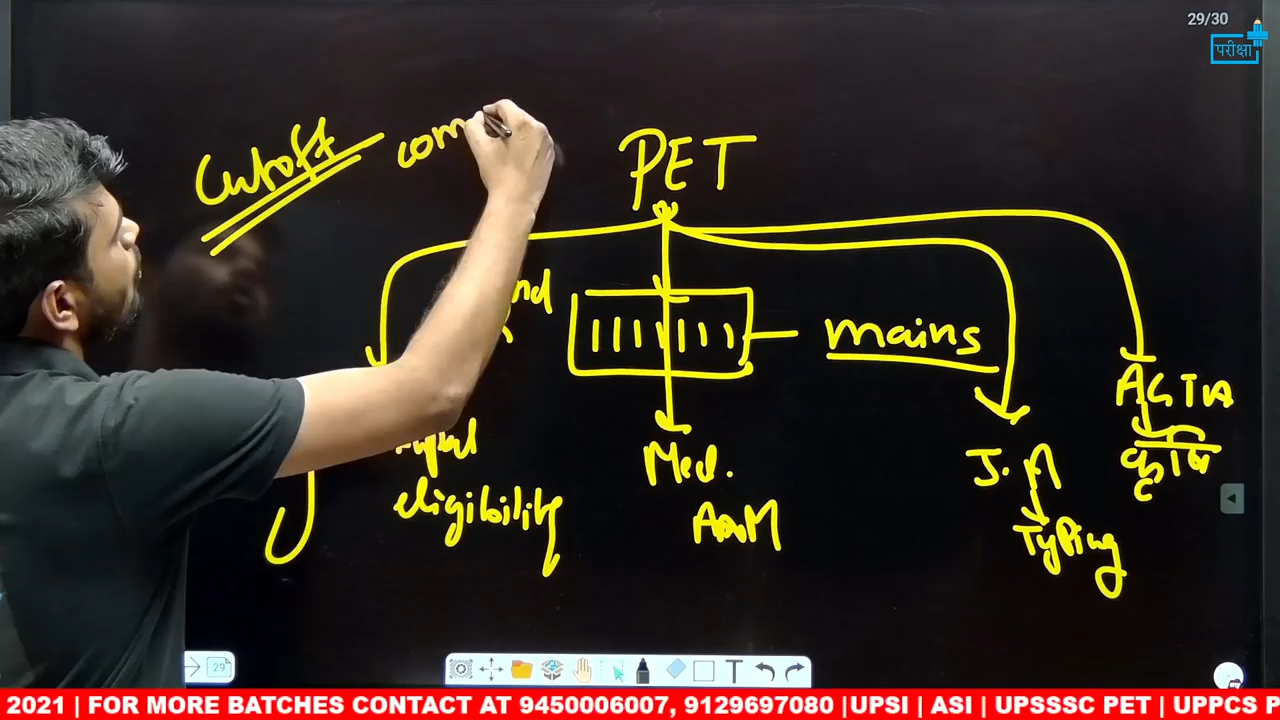 29/30
परीक्षा
Cutoff com
PET
nd
mains
AGTA
कृषि
eligibility
Med.
J.A
Typing
29
T
2021 | FOR MORE BATCHES CONTACT AT 9450006007, 9129697080 |UPSI | ASI | UPSSSC PET | UPPCS P